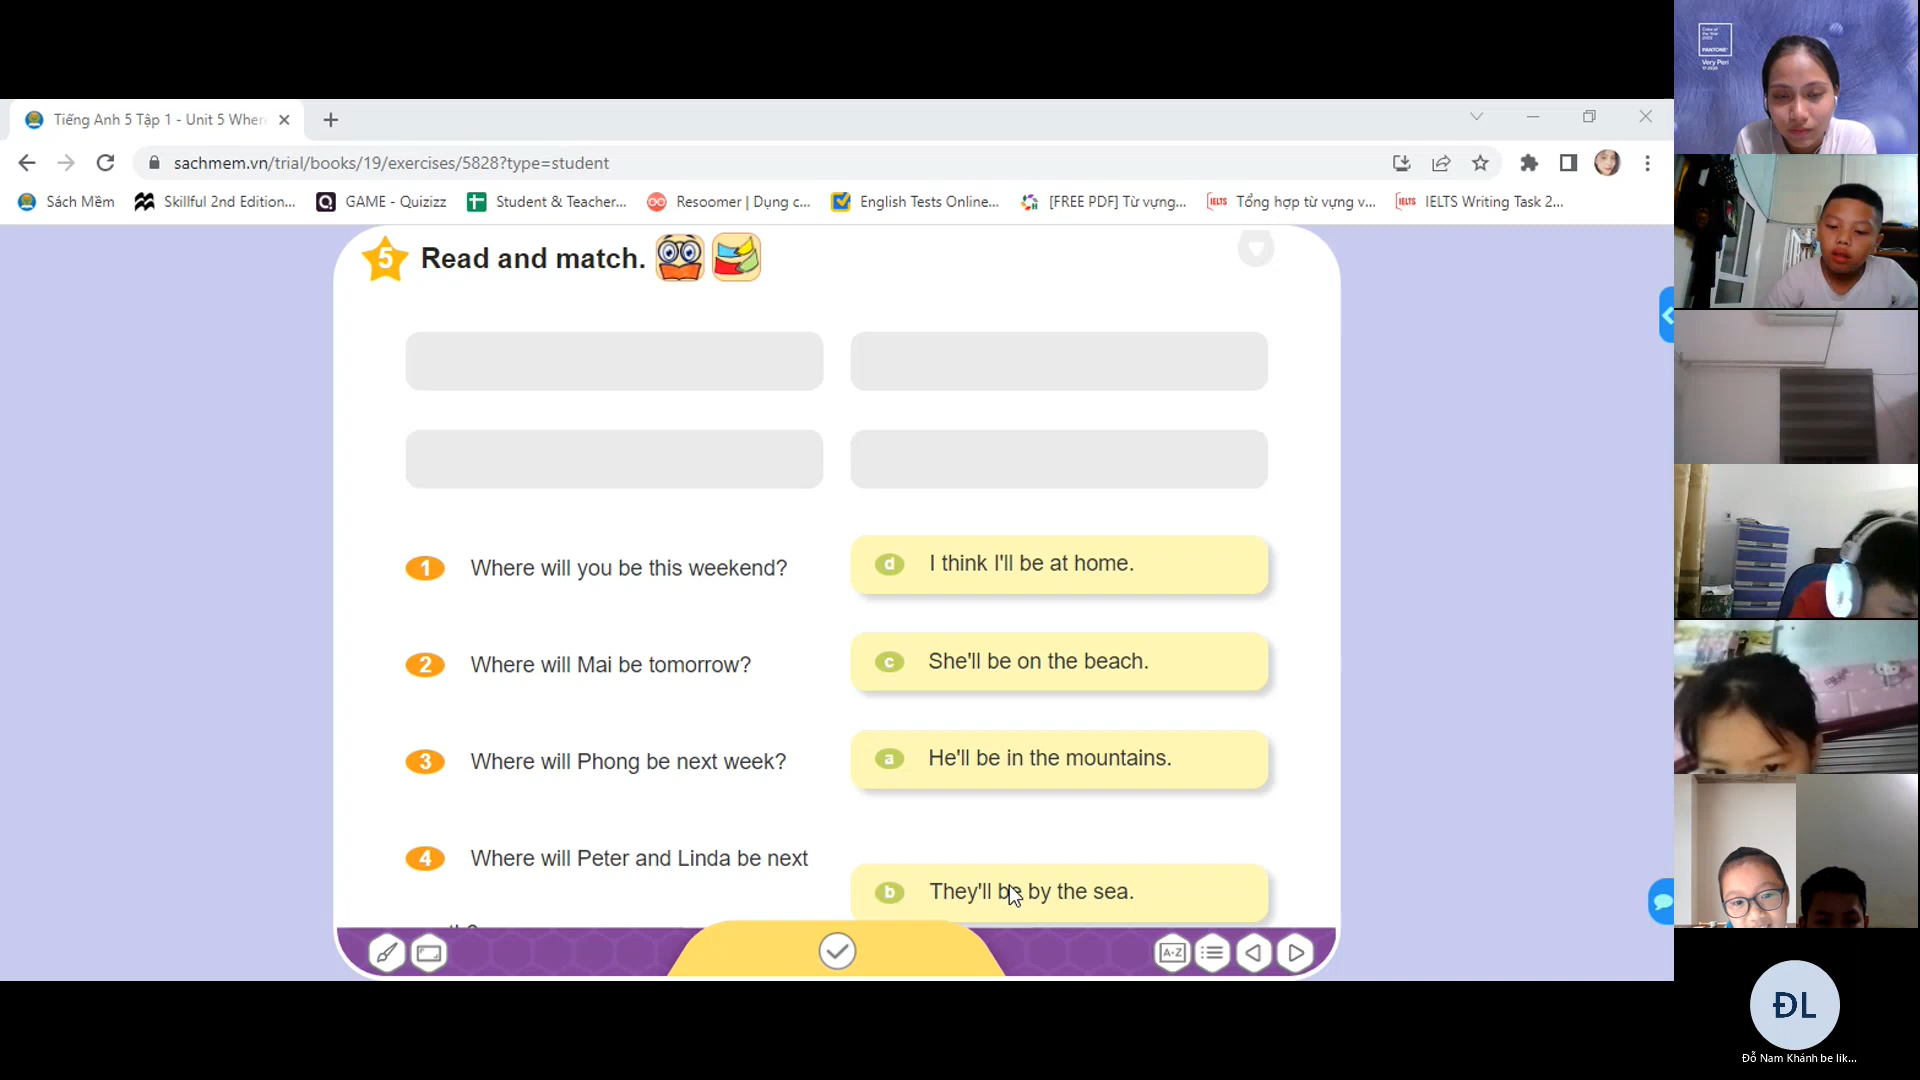 Tiếng Anh 5 Tập 1 - Unit 5 Wher
sachmem.vn/trial/books/19/exercises/5828?type=student
Sách Mềm
Skillful 2nd Edition...
GAME - Quizizz
Student & Teacher...
Resoomer | Dụng c...
English Tests Online...
[FREE PDF] Từ vựng...
IELTS
Tổng hợp từ vựng v...
IELTS
IELTS Writing Task 2...
5 Read and match.
1 Where will you be this weekend?
d I think I'll be at home.
2 Where will Mai be tomorrow?
c She'll be on the beach.
3 Where will Phong be next week?
a He'll be in the mountains.
4 Where will Peter and Linda be next
b They'll be by the sea.
A-Z
PANTONE
Very Peri
ĐL
Đỗ Nam Khánh be lik...